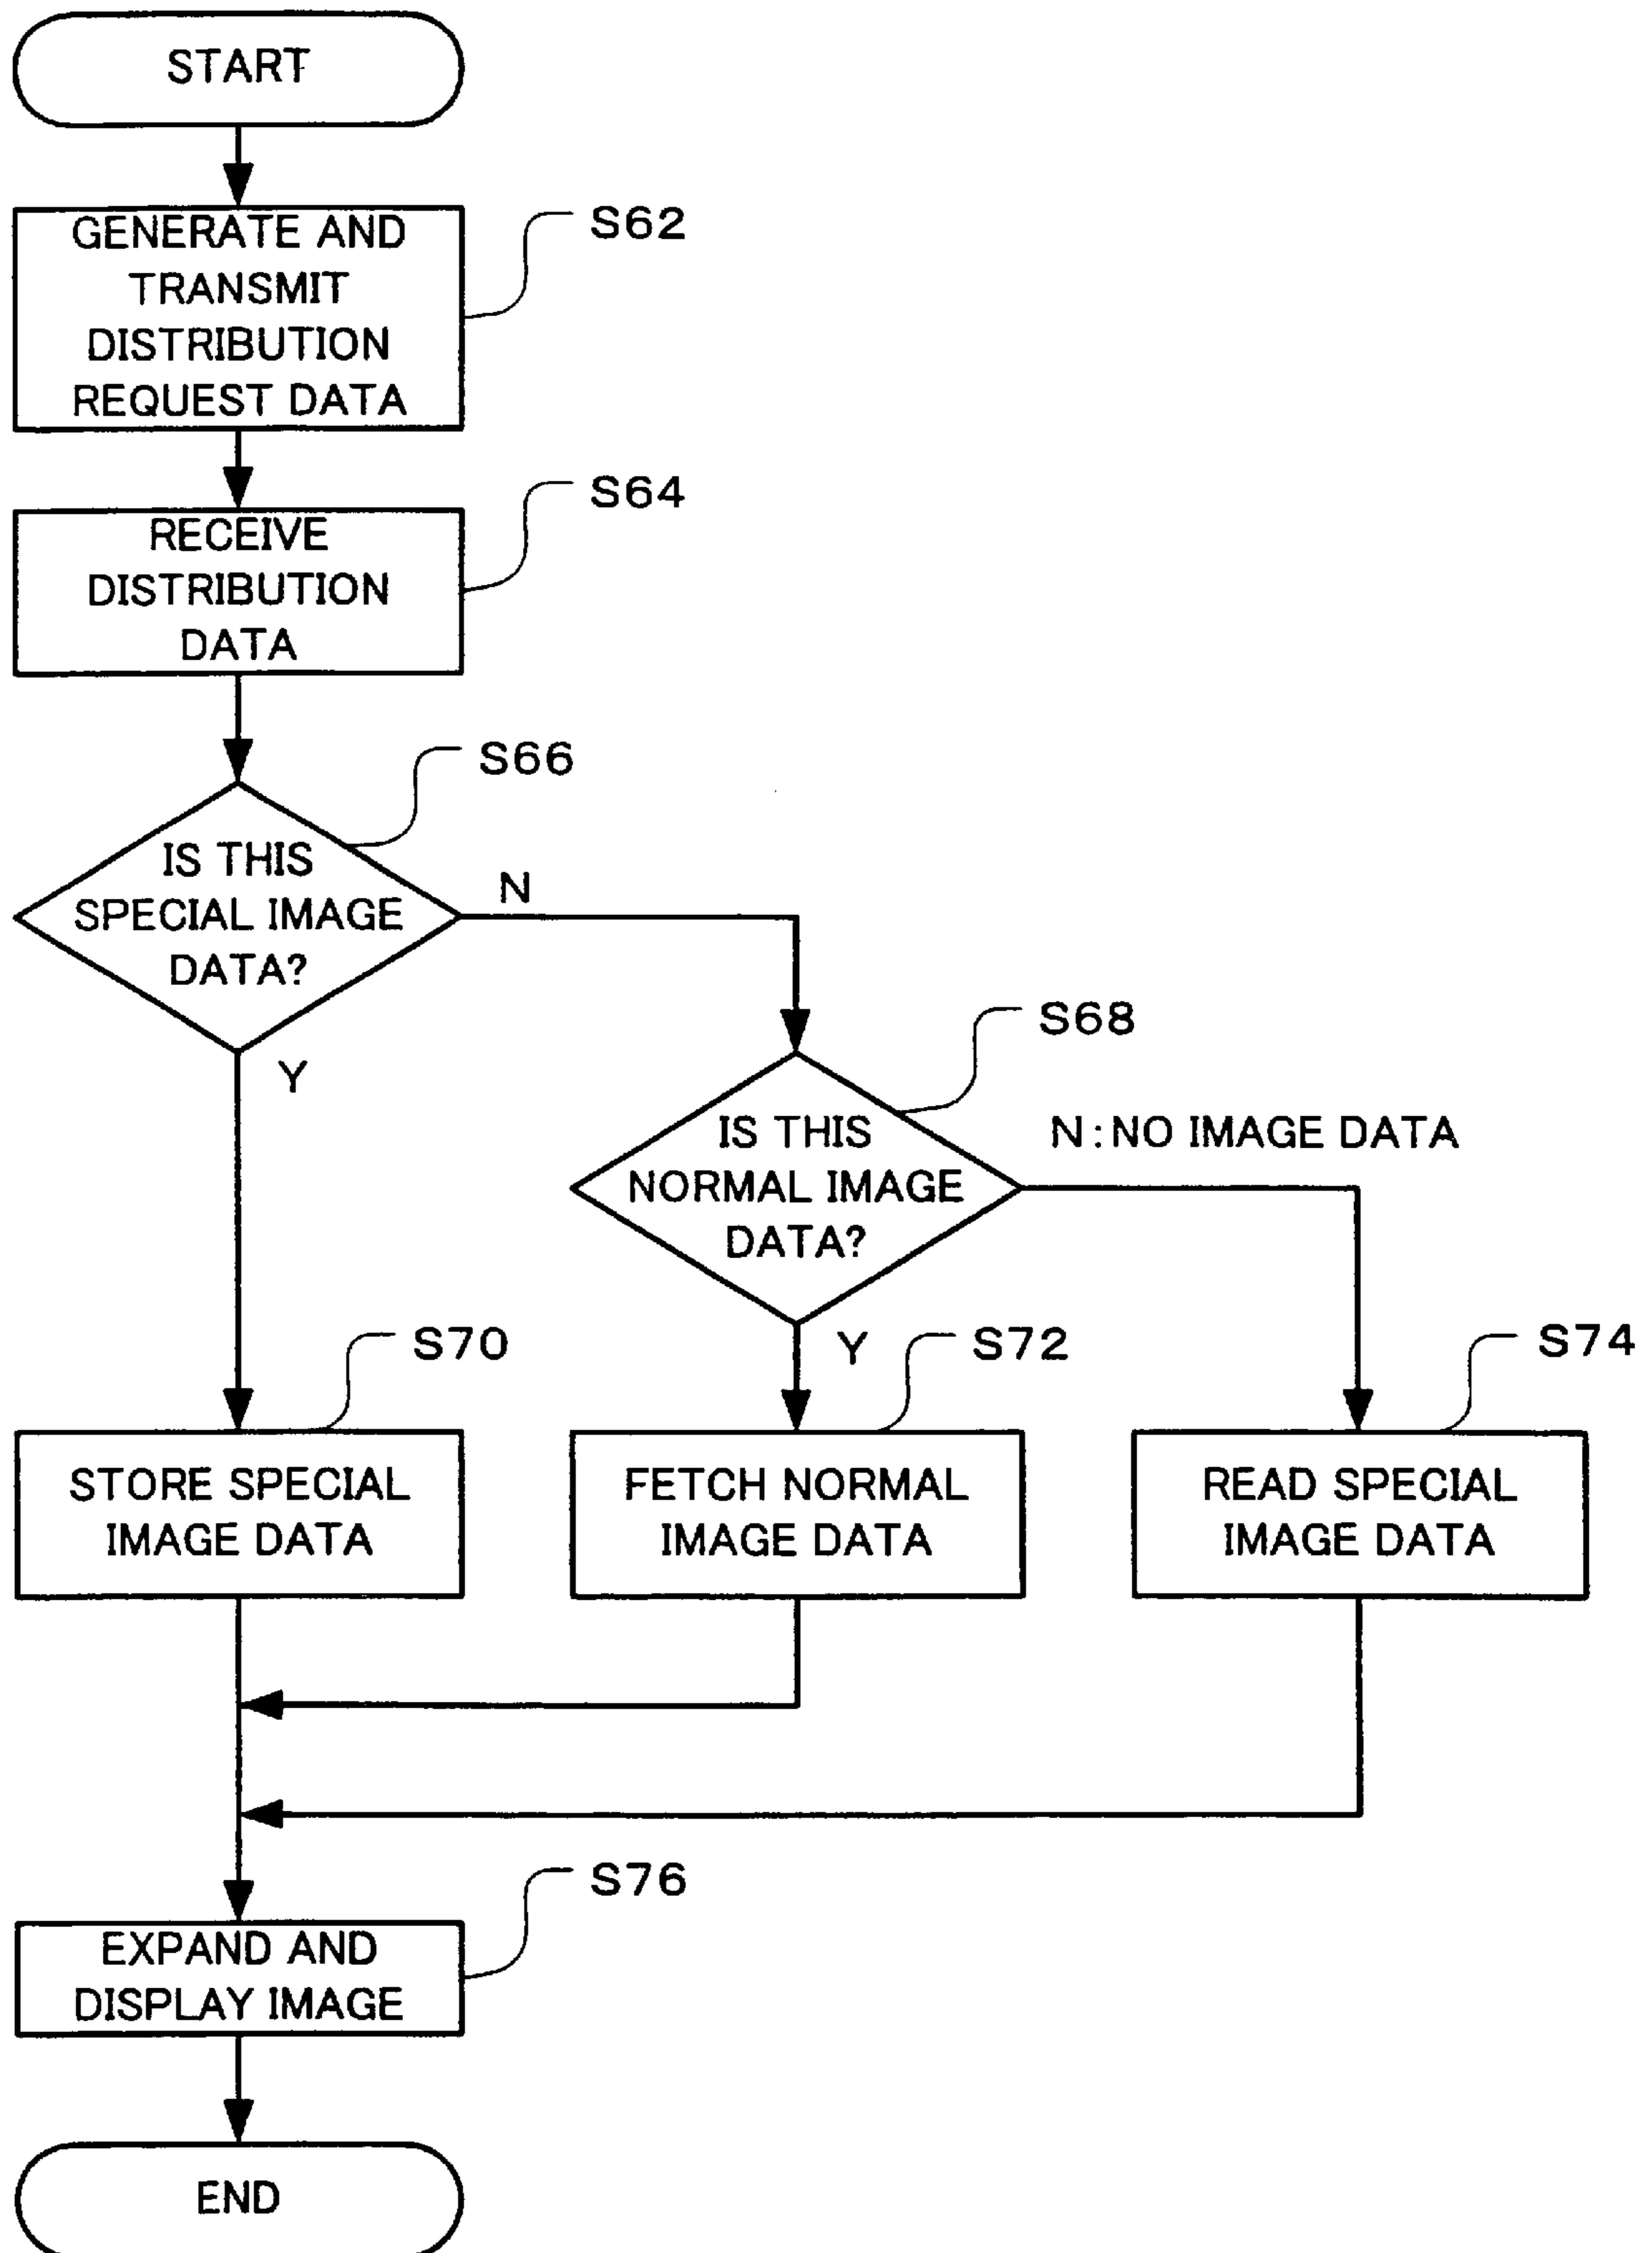 START
GENERATE AND
TRANSMIT
DISTRIBUTION
REQUEST DATA
S62
RECEIVE
DISTRIBUTION
DATA
S64
IS THIS
SPECIAL IMAGE
DATA?
S66
N
Y
IS THIS
NORMAL IMAGE
DATA?
S68
N:NO IMAGE DATA
Y
STORE SPECIAL
IMAGE DATA
S70
FETCH NORMAL
IMAGE DATA
S72
READ SPECIAL
IMAGE DATA
S74
EXPAND AND
DISPLAY IMAGE
S76
END